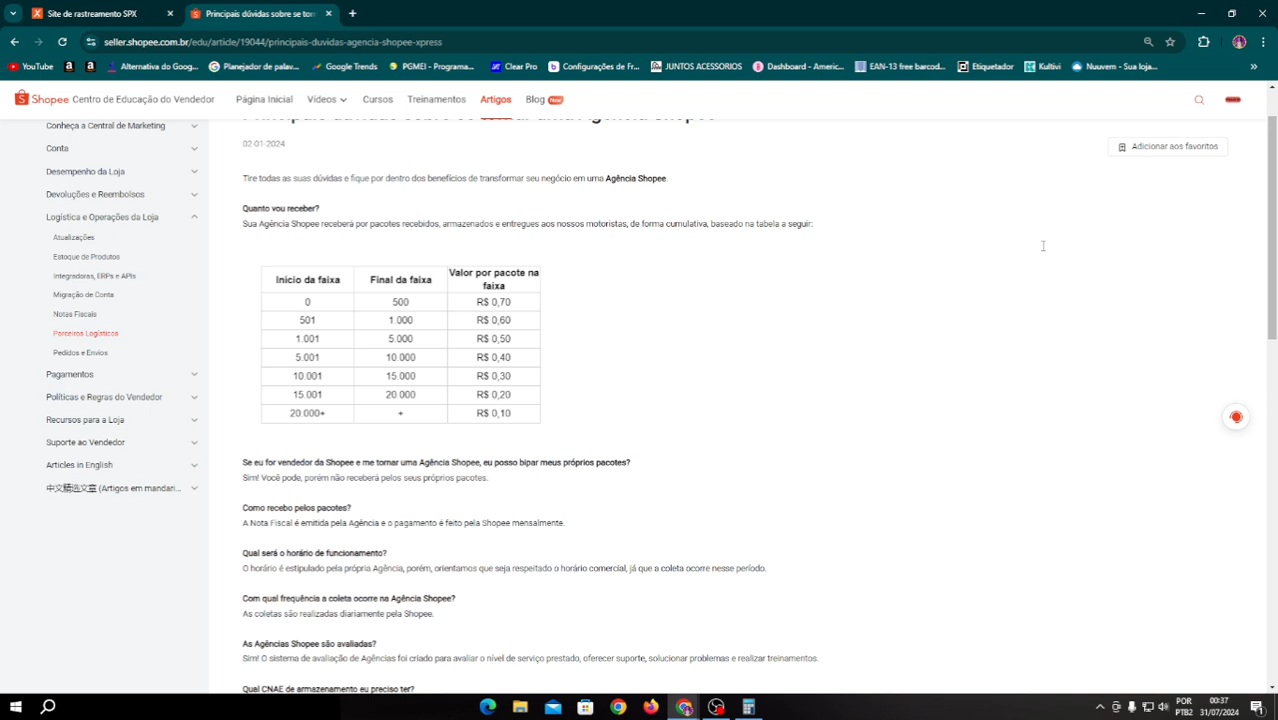 Site de rastreamento SPX
Principais dúvidas sobre se torn
seller.shopee.com.br/edu/article/19044/principais-duvidas-agencia-shopee-xpress
YouTube
Alternativa do Goog...
Planejador de palav...
Google Trends
PGMEI - Programa...
Clear Pro
Configurações de Fr...
JUNTOS ACESSORIOS
Dashboard - Americ...
EAN-13 free barcod...
Etiquetador
Kultivi
Nuuvem - Sua loja...
Shopee Centro de Educação do Vendedor
Página Inicial
Vídeos
Cursos
Treinamentos
Artigos
Blog New
Conheça a Central de Marketing
Conta
Desempenho da Loja
Devoluções e Reembolsos
Logística e Operações da Loja
Atualizações
Estoque de Produtos
Integradoras, ERPs e APIs
Migração de Conta
Notas Fiscais
Parceiros Logísticos
Pedidos e Envios
Pagamentos
Políticas e Regras do Vendedor
Recursos para a Loja
Suporte ao Vendedor
Articles in English
中文精选文章 (Artigos em mandari...
02-01-2024
Adicionar aos favoritos
Tire todas as suas dúvidas e fique por dentro dos benefícios de transformar seu negócio em uma Agência Shopee.
Quanto vou receber?
Sua Agência Shopee receberá por pacotes recebidos, armazenados e entregues aos nossos motoristas, de forma cumulativa, baseado na tabela a seguir:
Início da faixa Final da faixa Valor por pacote na faixa
0 500 R$ 0,70
501 1.000 R$ 0,60
1.001 5.000 R$ 0,50
5.001 10.000 R$ 0,40
10.001 15.000 R$ 0,30
15.001 20.000 R$ 0,20
20.000+ + R$ 0,10
Se eu for vendedor da Shopee e me tornar uma Agência Shopee, eu posso bipar meus próprios pacotes?
Sim! Você pode, porém não receberá pelos seus próprios pacotes.
Como recebo pelos pacotes?
A Nota Fiscal é emitida pela Agência e o pagamento é feito pela Shopee mensalmente.
Qual será o horário de funcionamento?
O horário é estipulado pela própria Agência, porém, orientamos que seja respeitado o horário comercial, já que a coleta ocorre nesse período.
Com qual frequência a coleta ocorre na Agência Shopee?
As coletas são realizadas diariamente pela Shopee.
As Agências Shopee são avaliadas?
Sim! O sistema de avaliação de Agências foi criado para avaliar o nível de serviço prestado, oferecer suporte, solucionar problemas e realizar treinamentos.
Qual CNAE de armazenamento eu preciso ter?
POR
PTB2
00:37
31/07/2024
1